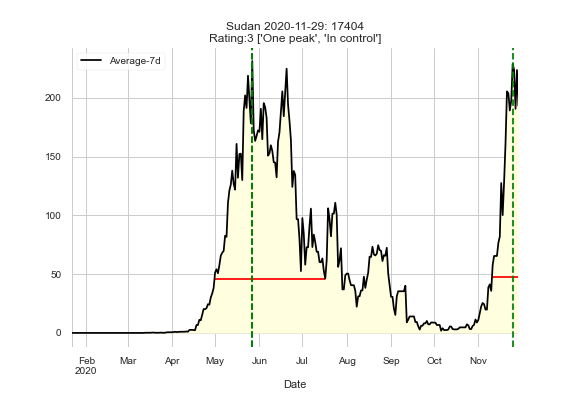 Sudan 2020-11-29: 17404
Rating:3 ['One peak', 'In control']
Average-7d
200
150
100
50
0
Feb Mar Apr May Jun Jul Aug Sep Oct Nov
2020
Date